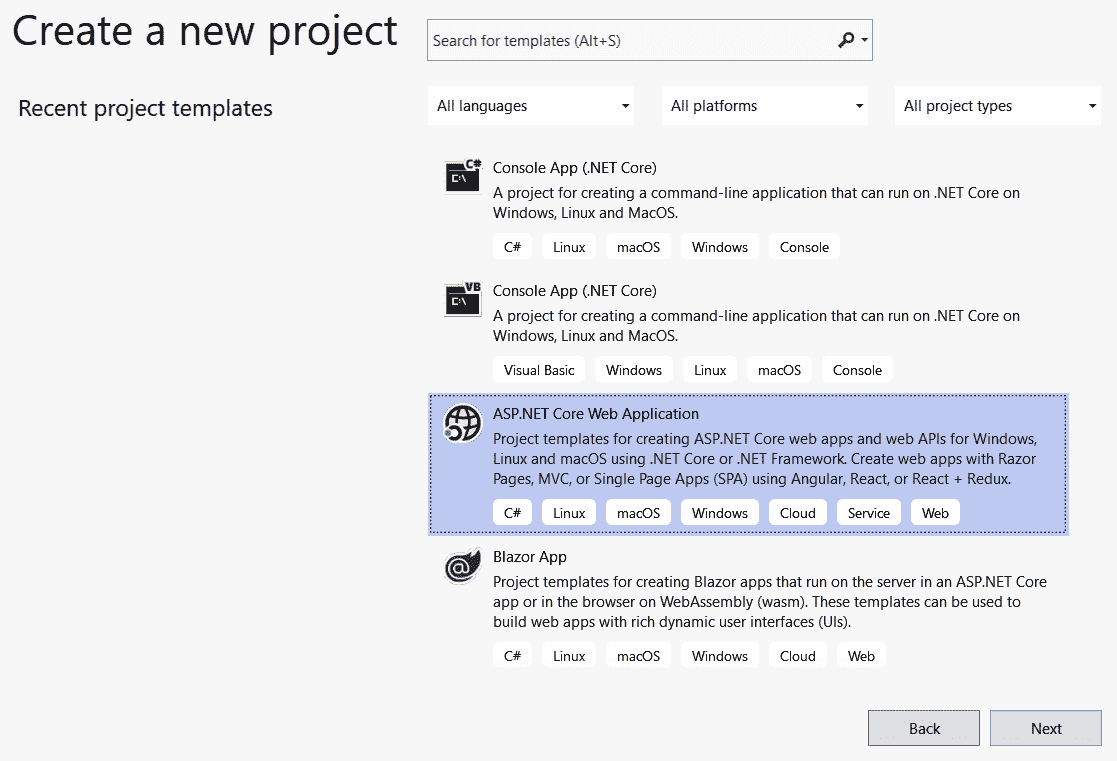 Create a new project
Search for templates (Alt+S)
Recent project templates
All languages
All platforms
All project types
C#
C:\
Console App (.NET Core)
A project for creating a command-line application that can run on .NET Core on
Windows, Linux and MacOS.
C# Linux macOS Windows Console
VB
C:\
Console App (.NET Core)
A project for creating a command-line application that can run on .NET Core on
Windows, Linux and MacOS.
Visual Basic Windows Linux macOS Console
ASP.NET Core Web Application
Project templates for creating ASP.NET Core web apps and web APIs for Windows,
Linux and macOS using .NET Core or .NET Framework. Create web apps with Razor
Pages, MVC, or Single Page Apps (SPA) using Angular, React, or React + Redux.
C# Linux macOS Windows Cloud Service Web
@
Blazor App
Project templates for creating Blazor apps that run on the server in an ASP.NET Core
app or in the browser on WebAssembly (wasm). These templates can be used to
build web apps with rich dynamic user interfaces (UIs).
C# Linux macOS Windows Cloud Web
Back
Next